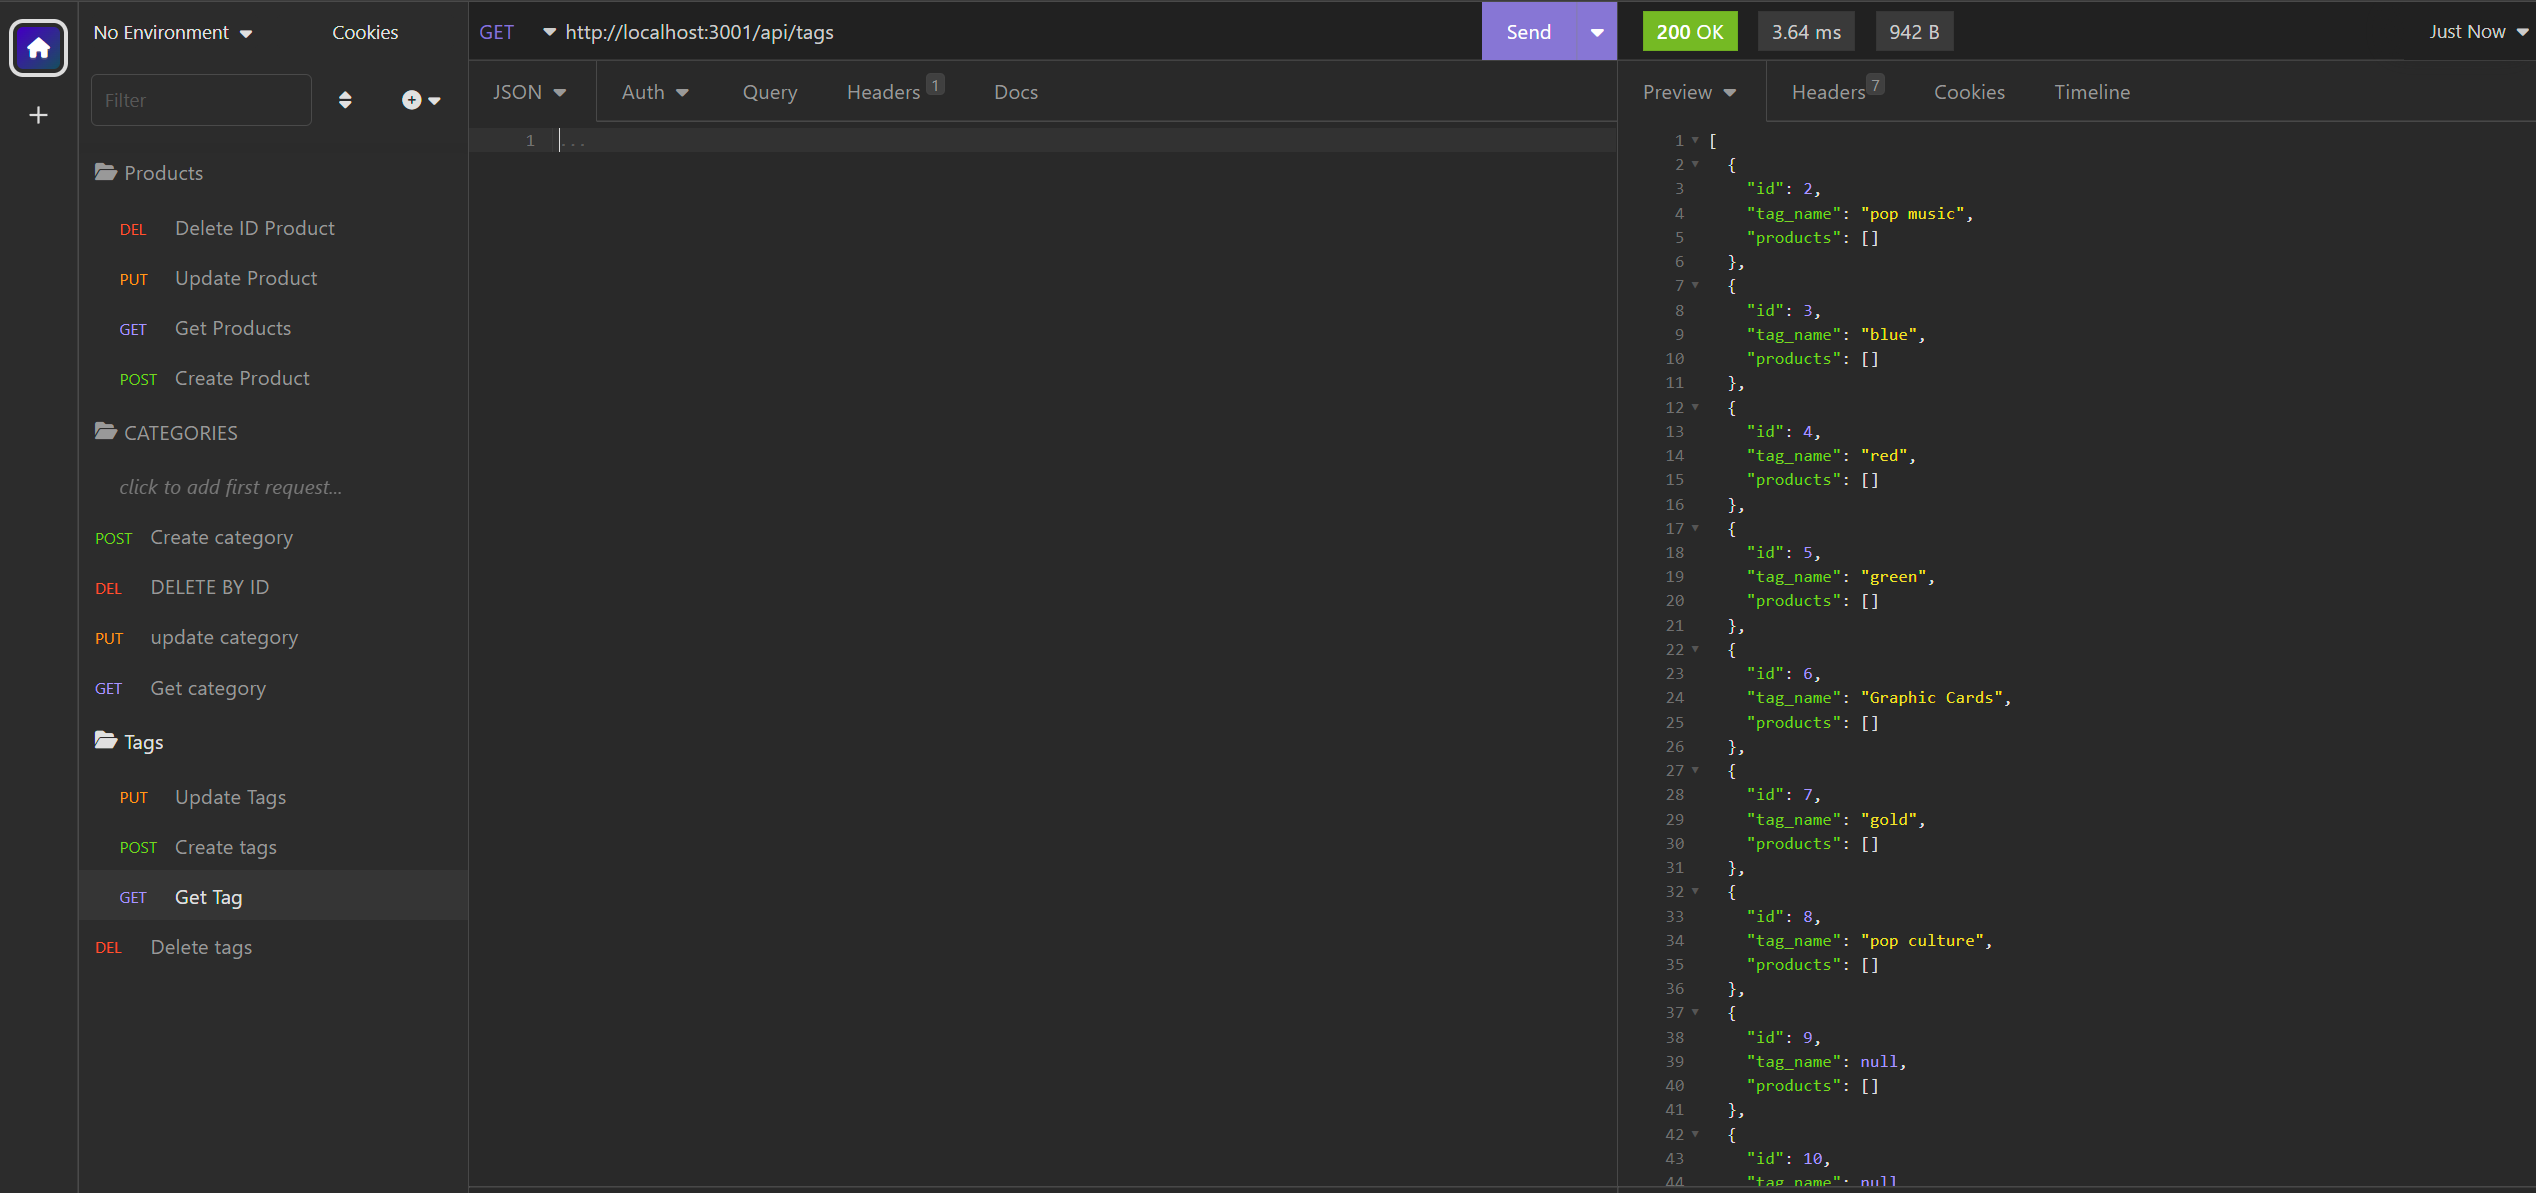 No Environment
Cookies
Filter
Products
DEL Delete ID Product
PUT Update Product
GET Get Products
POST Create Product
CATEGORIES
click to add first request...
POST Create category
DEL DELETE BY ID
PUT update category
GET Get category
Tags
PUT Update Tags
POST Create tags
GET Get Tag
DEL Delete tags
GET http://localhost:3001/api/tags
Send
JSON Auth Query Headers 1 Docs
1 ...
200 OK 3.64 ms 942 B Just Now
Preview Headers 7 Cookies Timeline
1 [
2 {
3 "id": 2,
4 "tag_name": "pop music",
5 "products": []
6 },
7 {
8 "id": 3,
9 "tag_name": "blue",
10 "products": []
11 },
12 {
13 "id": 4,
14 "tag_name": "red",
15 "products": []
16 },
17 {
18 "id": 5,
19 "tag_name": "green",
20 "products": []
21 },
22 {
23 "id": 6,
24 "tag_name": "Graphic Cards",
25 "products": []
26 },
27 {
28 "id": 7,
29 "tag_name": "gold",
30 "products": []
31 },
32 {
33 "id": 8,
34 "tag_name": "pop culture",
35 "products": []
36 },
37 {
38 "id": 9,
39 "tag_name": null,
40 "products": []
41 },
42 {
43 "id": 10,
44 "tag_name": null